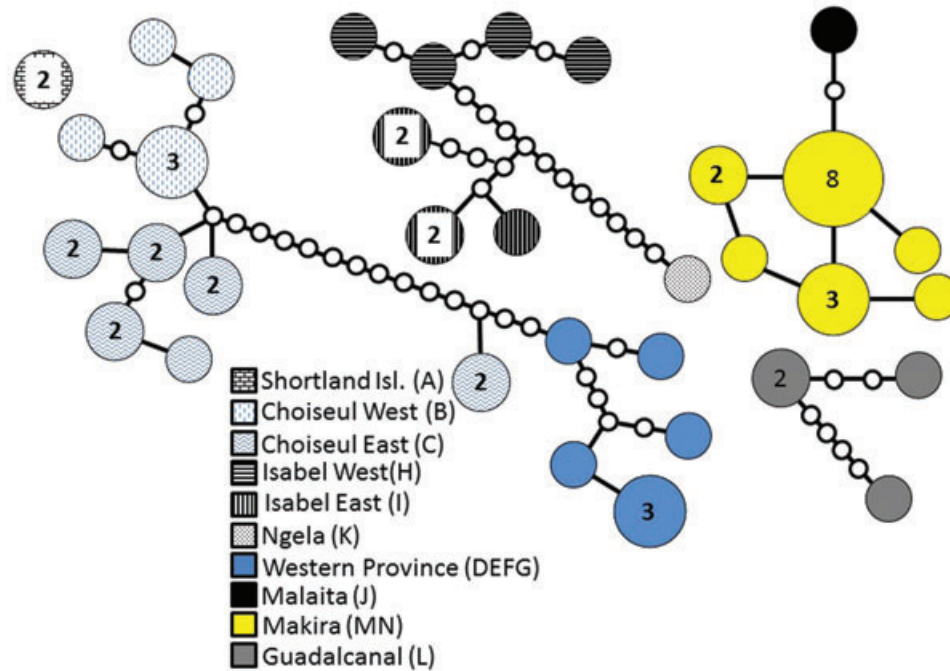 2
3
2
2
2
2
2
2
2
2
8
3
2
3
Shortland Isl. (A)
Choiseul West (B)
Choiseul East (C)
Isabel West(H)
Isabel East (I)
Ngela (K)
Western Province (DEFG)
Malaita (J)
Makira (MN)
Guadalcanal (L)